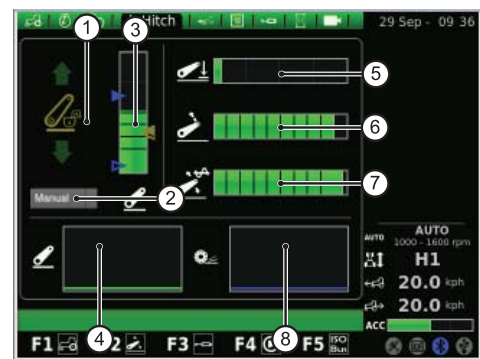 Hitch
29 Sep - 09 36
1
3
5
6
7
2
Manual
4
8
AUTO
AUTO
1000 - 1600 rpm
H1
20.0 kph
20.0 kph
ACC
F1
2
F3
F4
F5 ISO Bus